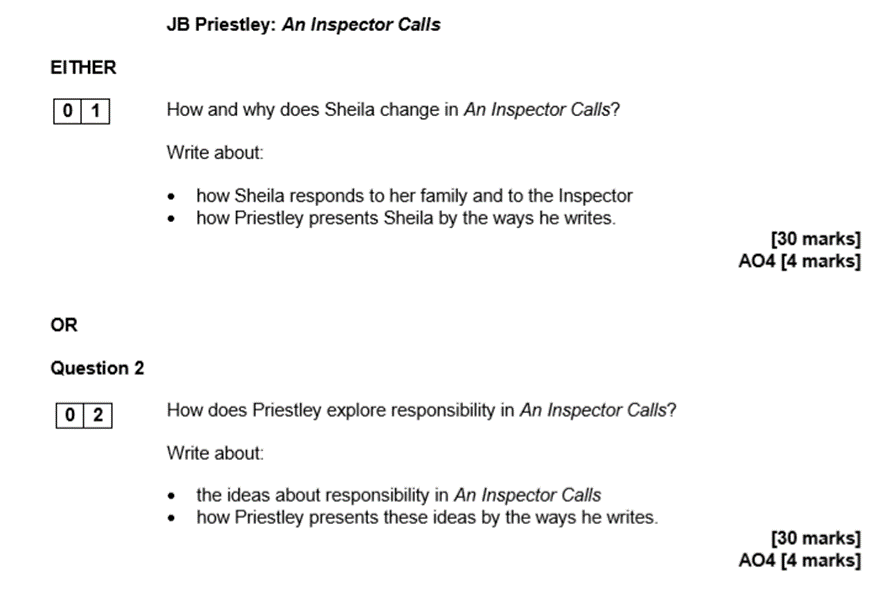 JB Priestley: An Inspector Calls
EITHER
0 1 How and why does Sheila change in An Inspector Calls?
Write about:
• how Sheila responds to her family and to the Inspector
• how Priestley presents Sheila by the ways he writes.
[30 marks]
AO4 [4 marks]
OR
Question 2
0 2 How does Priestley explore responsibility in An Inspector Calls?
Write about:
• the ideas about responsibility in An Inspector Calls
• how Priestley presents these ideas by the ways he writes.
[30 marks]
AO4 [4 marks]